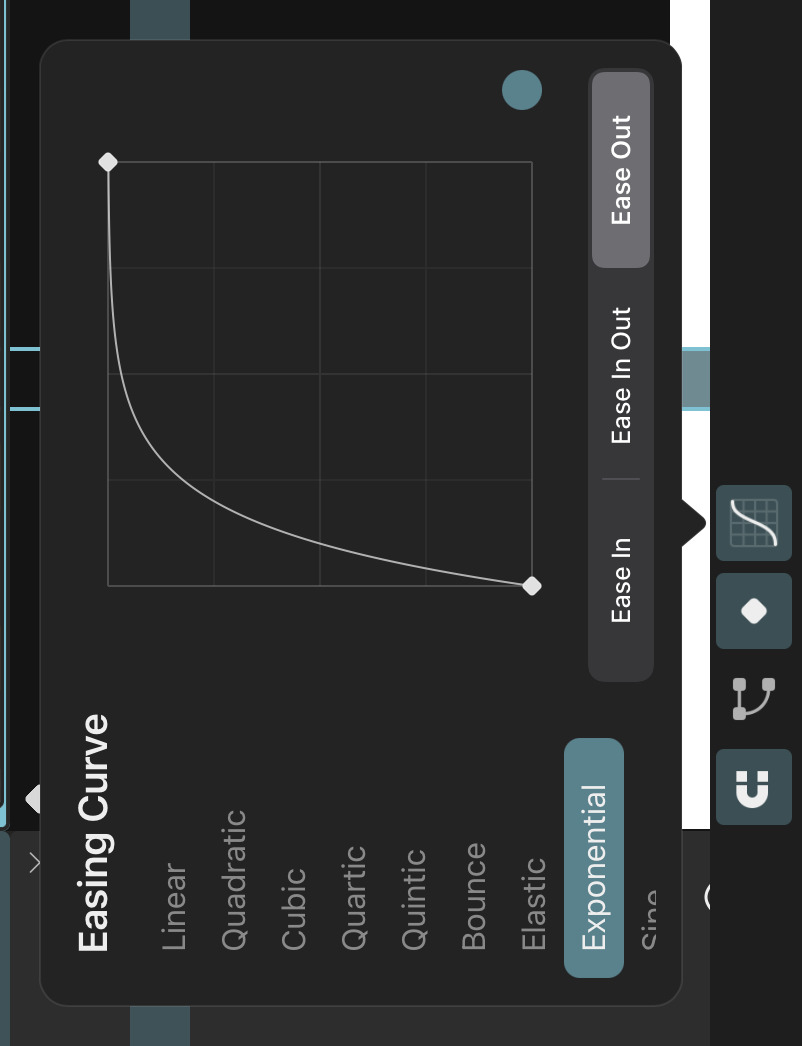 Easing Curve
Linear
Quadratic
Cubic
Quartic
Quintic
Bounce
Elastic
Exponential
Sine
Ease In
Ease In Out
Ease Out